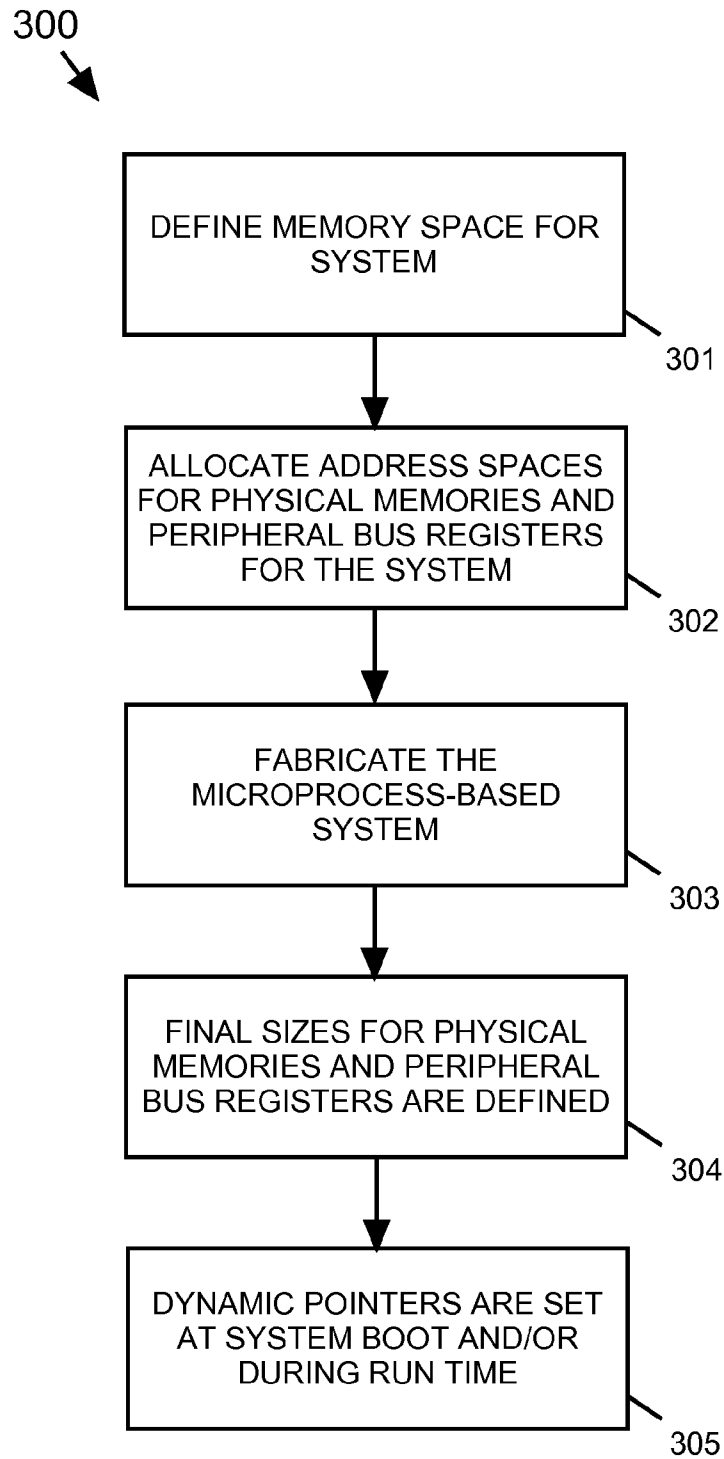 300
DEFINE MEMORY SPACE FOR
SYSTEM
301
ALLOCATE ADDRESS SPACES
FOR PHYSICAL MEMORIES AND
PERIPHERAL BUS REGISTERS
FOR THE SYSTEM
302
FABRICATE THE
MICROPROCESS-BASED
SYSTEM
303
FINAL SIZES FOR PHYSICAL
MEMORIES AND PERIPHERAL
BUS REGISTERS ARE DEFINED
304
DYNAMIC POINTERS ARE SET
AT SYSTEM BOOT AND/OR
DURING RUN TIME
305